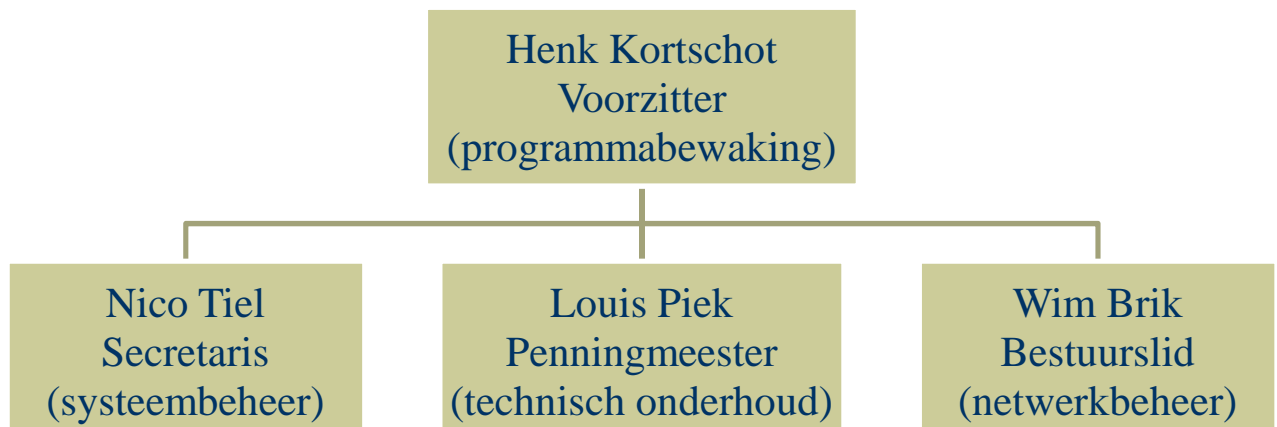 Henk Kortschot
Voorzitter
(programmabewaking)
Nico Tiel
Secretaris
(systeembeheer)
Louis Piek
Penningmeester
(technisch onderhoud)
Wim Brik
Bestuurslid
(netwerkbeheer)